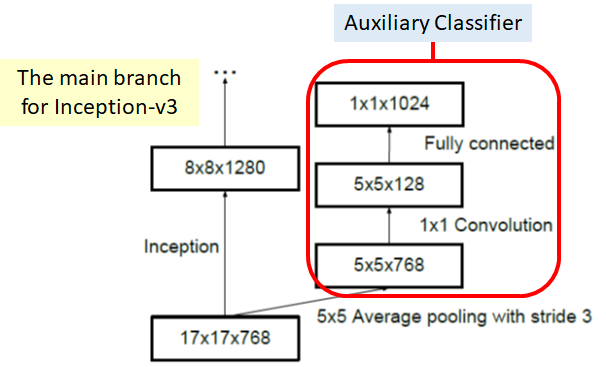 Auxiliary Classifier
The main branch
for Inception-v3
...
1x1x1024
Fully connected
8x8x1280
5x5x128
1x1 Convolution
Inception
5x5x768
5x5 Average pooling with stride 3
17x17x768